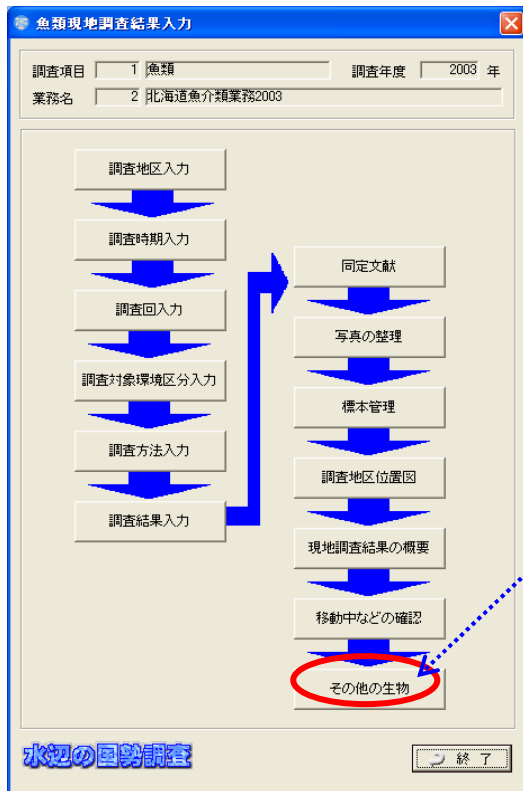 魚類現地調査結果入力
調査項目 1 魚類 調査年度 2003 年
業務名 2 北海道魚介類業務2003
調査地区入力
調査時期入力
調査回入力
調査対象環境区分入力
調査方法入力
調査結果入力
同定文献
写真の整理
標本管理
調査地区位置図
現地調査結果の概要
移動中などの確認
その他の生物
水辺の国勢調査
終 了